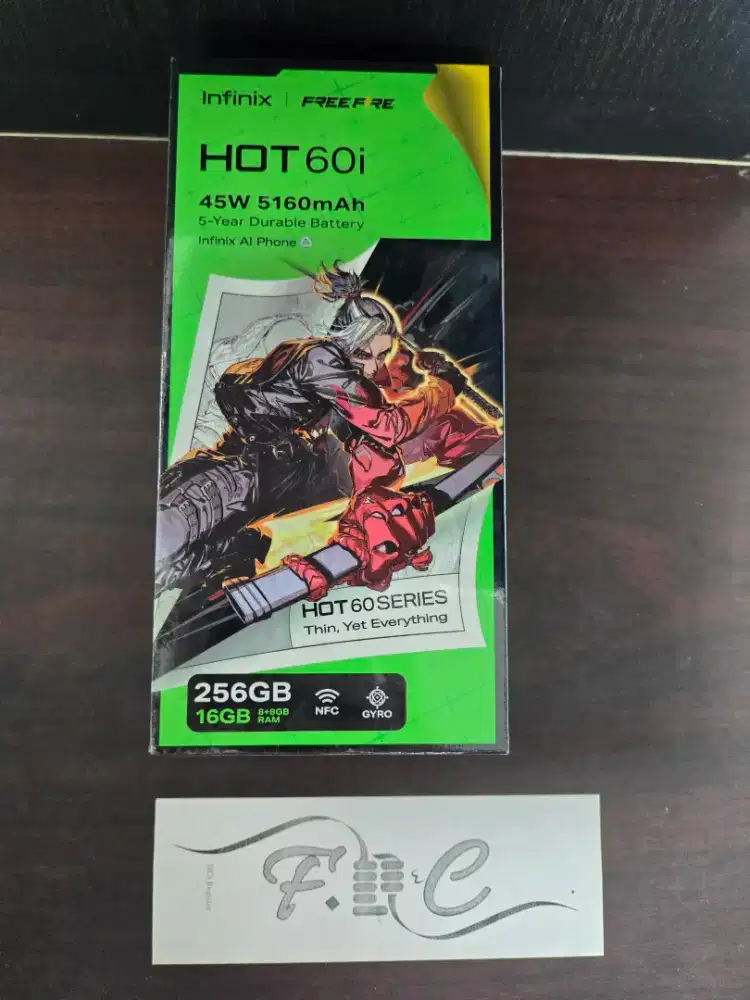 Infinix | FREE FIRE
HOT 60i
45W 5160mAh
5-Year Durable Battery
Infinix AI Phone
HOT 60 SERIES
Thin, Yet Everything
256GB
16GB 8+8GB RAM
NFC
GYRO